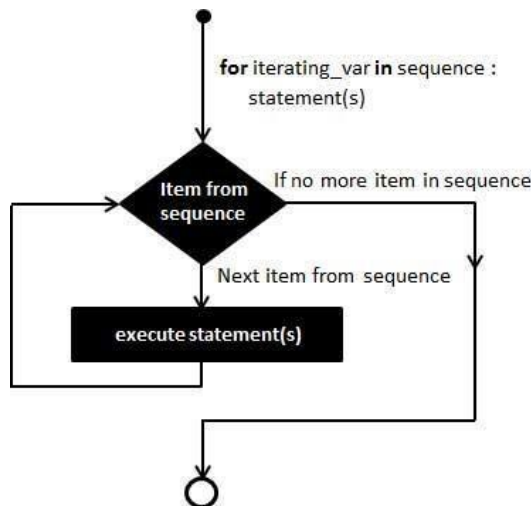 for iterating_var in sequence :
statement(s)
Item from
sequence
If no more item in sequence
Next item from sequence
execute statement(s)